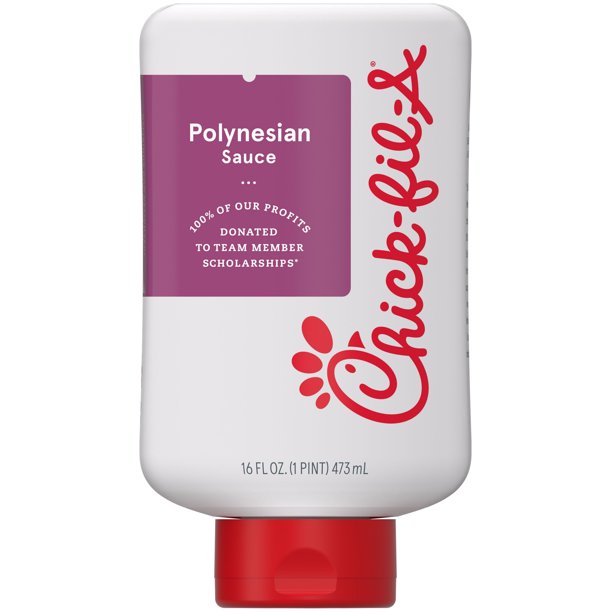 Polynesian
Sauce
100% OF OUR PROFITS
DONATED
TO TEAM MEMBER
SCHOLARSHIPS*
Chick-fil-A®
16 FL OZ. (1 PINT) 473 mL